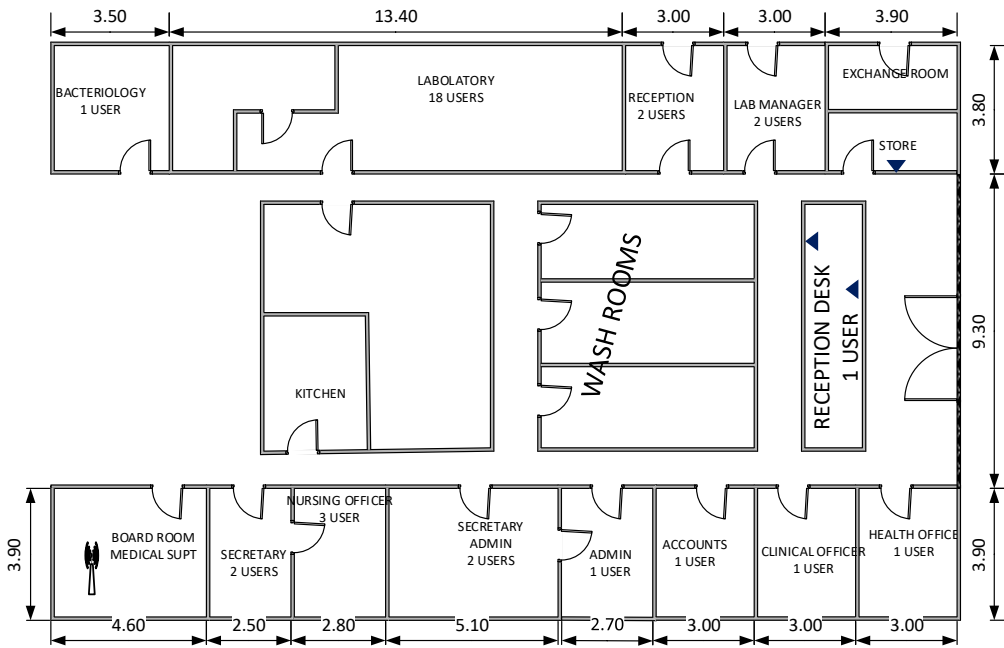 3.50
13.40
3.00
3.00
3.90
BACTERIOLOGY
1 USER
LABOLATORY
18 USERS
RECEPTION
2 USERS
LAB MANAGER
2 USERS
EXCHANGE ROOM
STORE
3.80
9.30
KITCHEN
WASH ROOMS
RECEPTION DESK
1 USER
3.90
BOARD ROOM
MEDICAL SUPT
SECRETARY
2 USERS
NURSING OFFICER
3 USER
SECRETARY
ADMIN
2 USERS
ADMIN
1 USER
ACCOUNTS
1 USER
CLINICAL OFFICER
1 USER
HEALTH OFFICE
1 USER
3.90
4.60
2.50
2.80
5.10
2.70
3.00
3.00
3.00